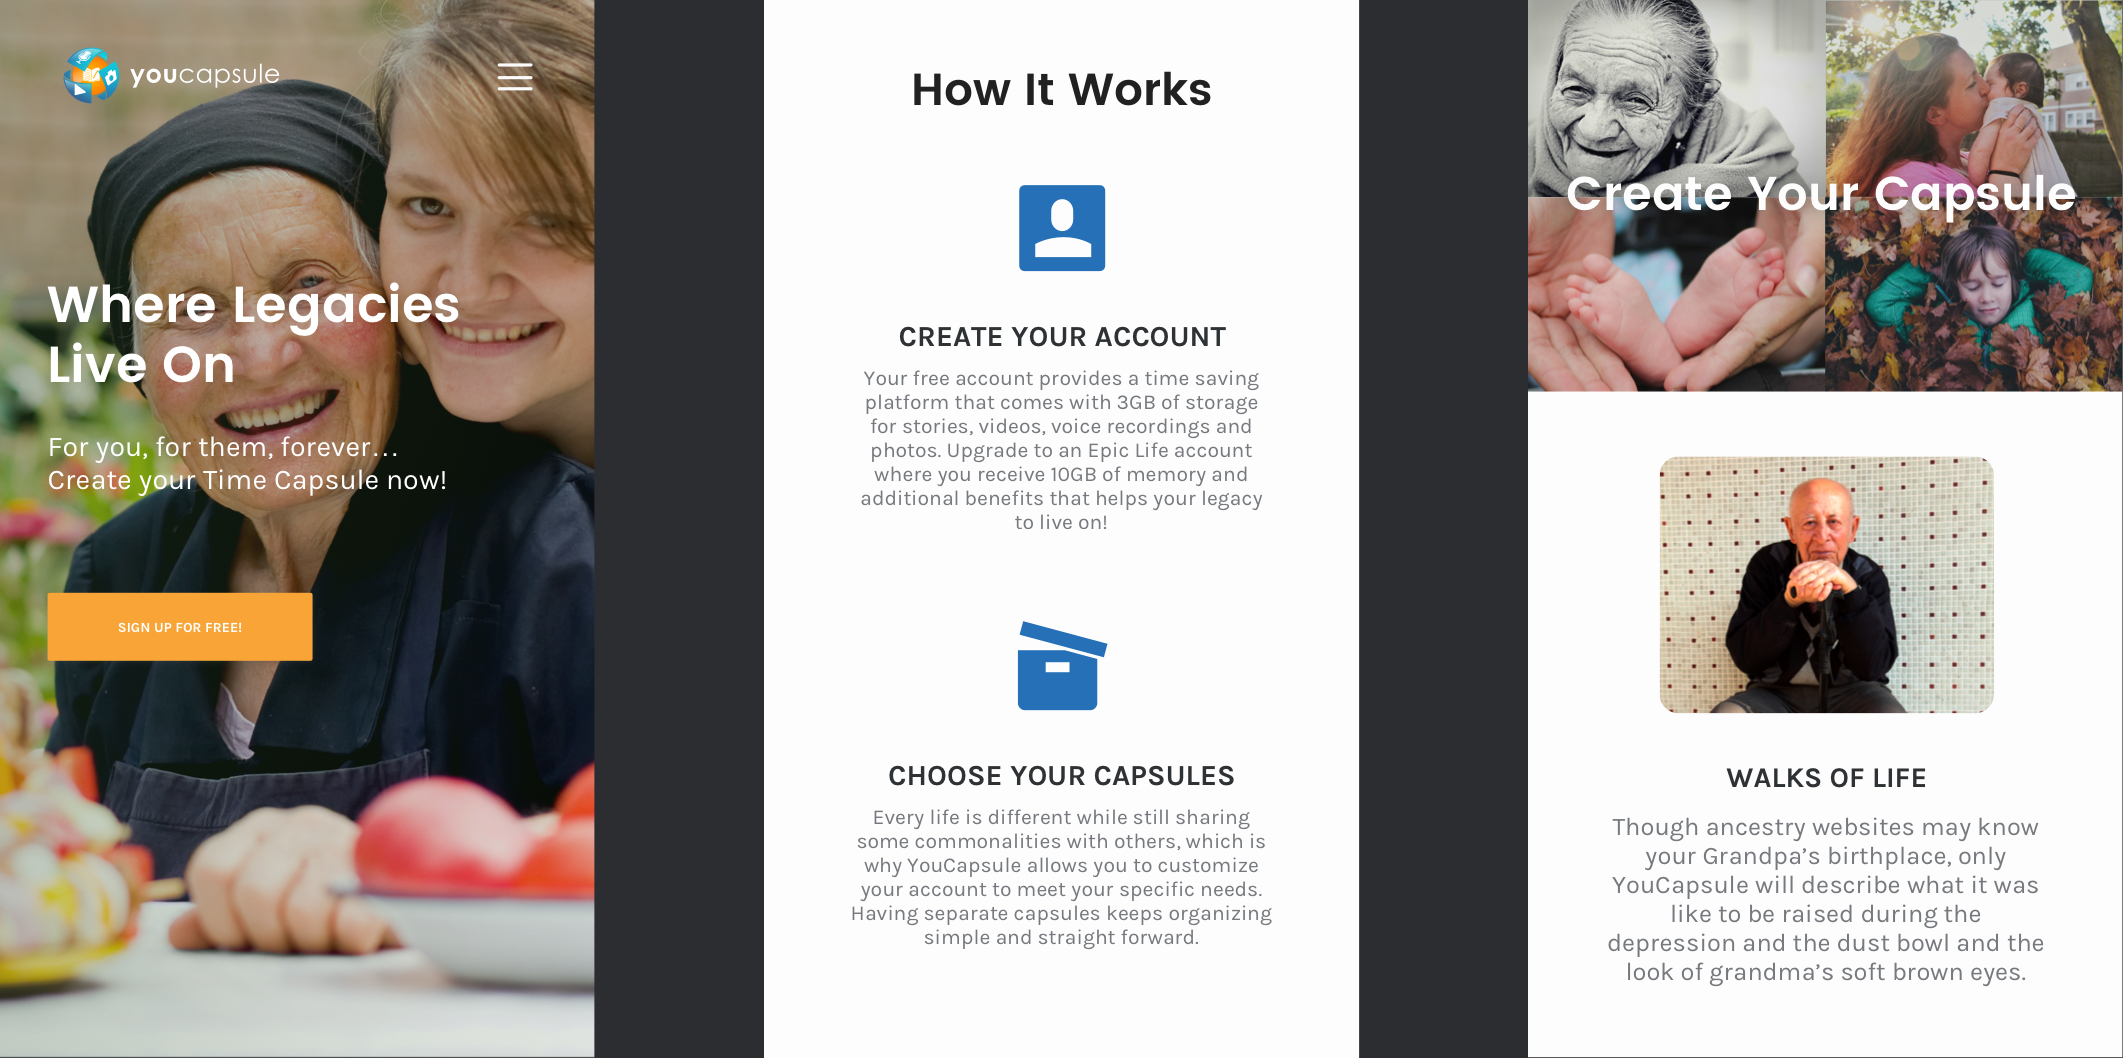 youcapsule
Where Legacies
Live On
For you, for them, forever...
Create your Time Capsule now!
SIGN UP FOR FREE!
How It Works
CREATE YOUR ACCOUNT
Your free account provides a time saving
platform that comes with 3GB of storage
for stories, videos, voice recordings and
photos. Upgrade to an Epic Life account
where you receive 10GB of memory and
additional benefits that helps your legacy
to live on!
CHOOSE YOUR CAPSULES
Every life is different while still sharing
some commonalities with others, which is
why YouCapsule allows you to customize
your account to meet your specific needs.
Having separate capsules keeps organizing
simple and straight forward.
Create Your Capsule
WALKS OF LIFE
Though ancestry websites may know
your Grandpa’s birthplace, only
YouCapsule will describe what it was
like to be raised during the
depression and the dust bowl and the
look of grandma’s soft brown eyes.